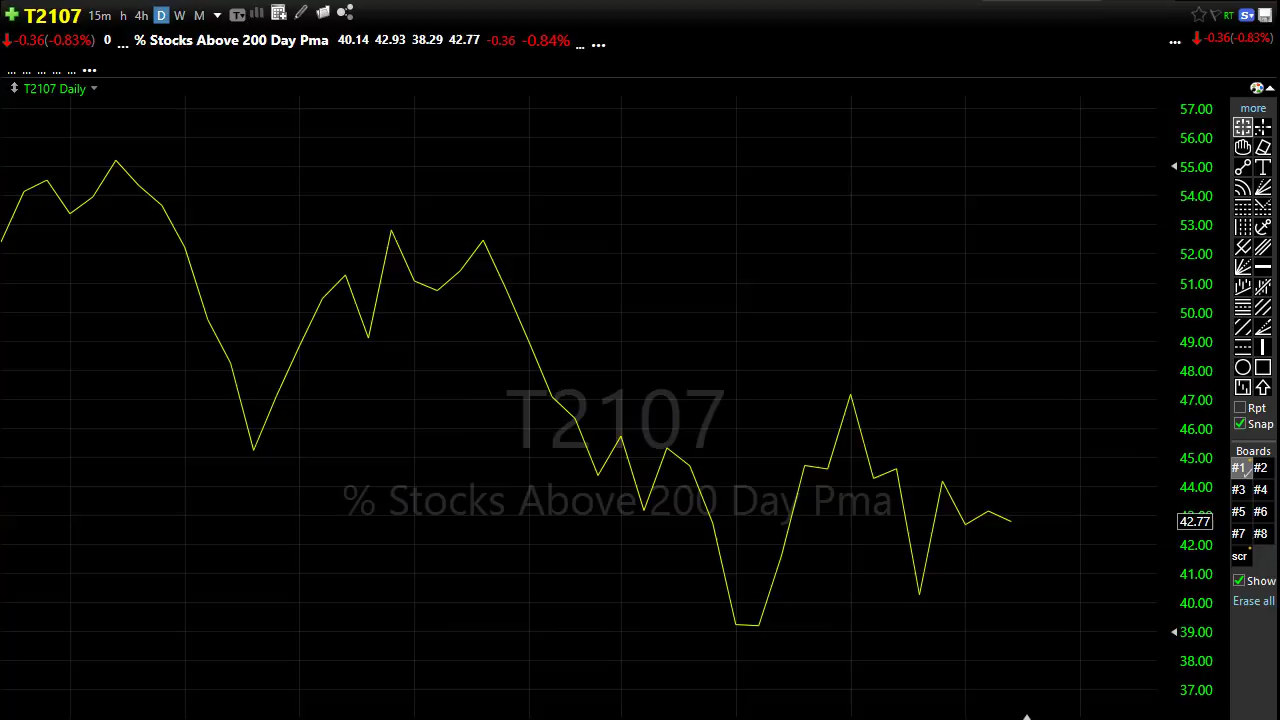 T2107 15m h 4h D W M RT S
-0.36(-0.83%) 0 ... % Stocks Above 200 Day Pma 40.14 42.93 38.29 42.77 -0.36 -0.84% ... ... ... -0.36(-0.83%)
... ... ... ... ... ...
T2107 Daily
more
57.00
56.00
55.00
54.00
53.00
52.00
51.00
50.00
49.00
48.00
47.00
46.00
45.00
44.00
42.77
42.00
41.00
40.00
39.00
38.00
37.00
T2107
% Stocks Above 200 Day Pma
Rpt
Snap
Boards
#1 #2
#3 #4
#5 #6
#7 #8
scr
Show
Erase all